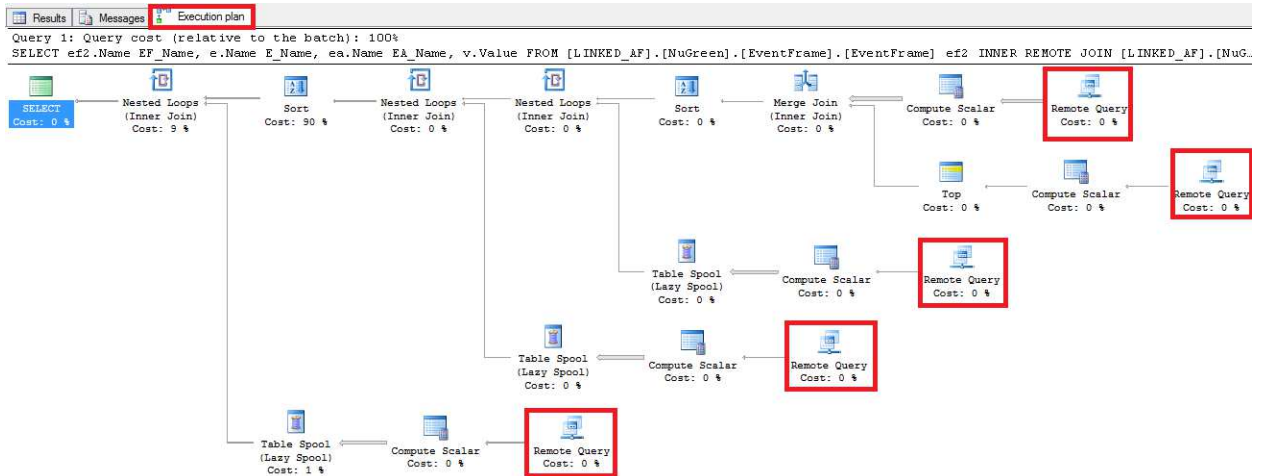 Results Messages Execution plan
Query 1: Query cost (relative to the batch): 100%
SELECT ef2.Name EF_Name, e.Name E_Name, ea.Name EA_Name, v.Value FROM [LINKED_AF].[NuGreen].[EventFrame].[EventFrame] ef2 INNER REMOTE JOIN [LINKED_AF].[NuG…
SELECT
Cost: 0 %
Nested Loops
(Inner Join)
Cost: 9 %
Sort
Cost: 90 %
Nested Loops
(Inner Join)
Cost: 0 %
Nested Loops
(Inner Join)
Cost: 0 %
Sort
Cost: 0 %
Merge Join
(Inner Join)
Cost: 0 %
Compute Scalar
Cost: 0 %
Remote Query
Cost: 0 %
Top
Cost: 0 %
Compute Scalar
Cost: 0 %
Remote Query
Cost: 0 %
Table Spool
(Lazy Spool)
Cost: 0 %
Compute Scalar
Cost: 0 %
Remote Query
Cost: 0 %
Table Spool
(Lazy Spool)
Cost: 0 %
Compute Scalar
Cost: 0 %
Remote Query
Cost: 0 %
Table Spool
(Lazy Spool)
Cost: 1 %
Compute Scalar
Cost: 0 %
Remote Query
Cost: 0 %